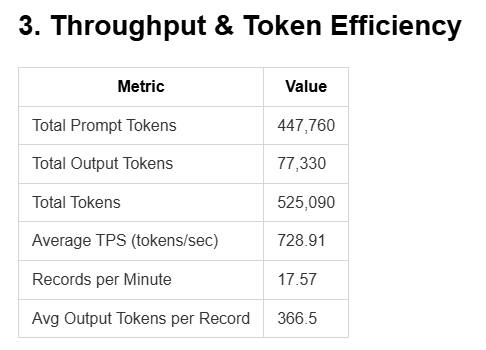 3. Throughput & Token Efficiency
Metric Value
Total Prompt Tokens 447,760
Total Output Tokens 77,330
Total Tokens 525,090
Average TPS (tokens/sec) 728.91
Records per Minute 17.57
Avg Output Tokens per Record 366.5